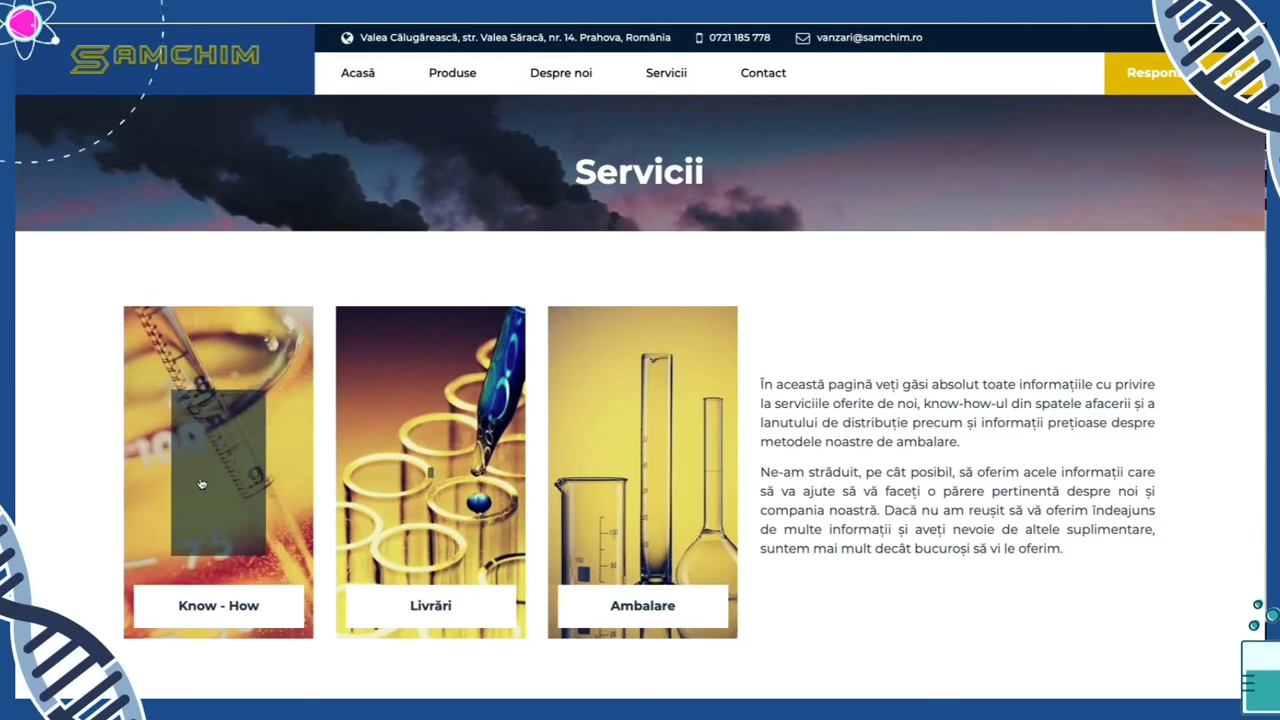 SAMCHIM
Valea Călugărească, str. Valea Săracă, nr. 14. Prahova, România 0721 185 778 vanzari@samchim.ro
Acasă Produse Despre noi Servicii Contact
Servicii
În această pagină veți găsi absolut toate informațiile cu privire
la serviciile oferite de noi, know-how-ul din spatele afacerii și a
lanutului de distribuție precum și informații prețioase despre
metodele noastre de ambalare.
Ne-am străduit, pe cât posibil, să oferim acele informații care
să va ajute să vă faceți o părere pertinentă despre noi și
compania noastră. Dacă nu am reușit să vă oferim îndeajuns
de multe informații și aveți nevoie de altele suplimentare,
suntem mai mult decât bucuroși să vi le oferim.
Know - How
Livrări
Ambalare